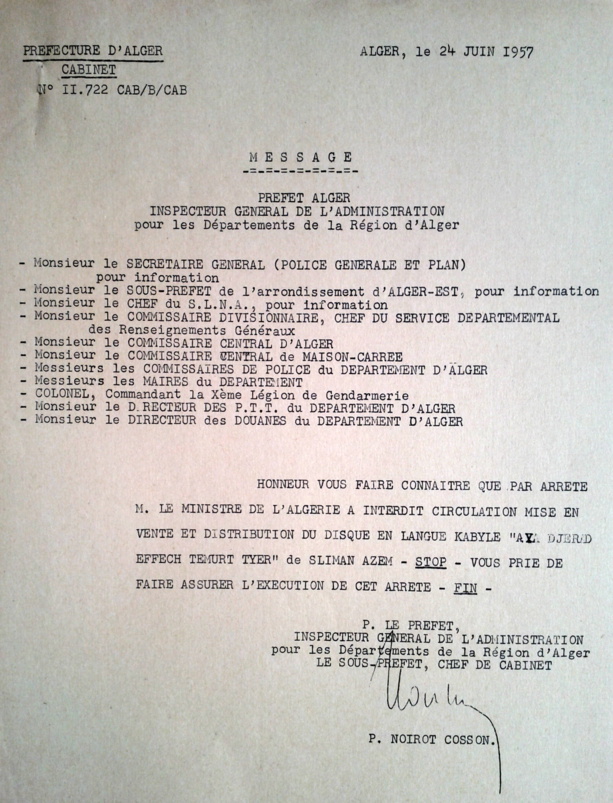 PREFECTURE D'ALGER
CABINET
N° II.722 CAB/B/CAB
ALGER, le 24 JUIN I957
M E S S A G E
-=-=-=-=-=-=-=-
PREFET ALGER
INSPECTEUR GENERAL DE L'ADMINISTRATION
pour les Départements de la Région d'Alger
- Monsieur le SECRETAIRE GENERAL (POLICE GENERALE ET PLAN)
pour information
- Monsieur le SOUS-PREFET de l'arrondissement d'ALGER-EST, pour information
- Monsieur le CHEF du S.L.N.A., pour information
- Monsieur le COMMISSAIRE DIVISIONNAIRE, CHEF DU SERVICE DEPARTEMENTAL
des Renseignements Généraux
- Monsieur le COMMISSAIRE CENTRAL D'ALGER
- Monsieur le COMMISSAIRE CENTRAL de MAISON-CARREE
- Messieurs les COMMISSAIRES DE POLICE du DEPARTEMENT D'ALGER
- Messieurs les MAIRES du DEPARTEMENT
- COLONEL, Commandant la Xème Légion de Gendarmerie
- Monsieur le D.RECTEUR DES P.T.T. du DEPARTEMENT D'ALGER
- Monsieur le DIRECTEUR des DOUANES du DEPARTEMENT D'ALGER
HONNEUR VOUS FAIRE CONNAITRE QUE PAR ARRETE
M. LE MINISTRE DE L'ALGERIE A INTERDIT CIRCULATION MISE EN
VENTE ET DISTRIBUTION DU DISQUE EN LANGUE KABYLE "
EFFECH TEMURT TYER" de SLIMAN AZEM - STOP - VOUS PRIE DE
FAIRE ASSURER L'EXECUTION DE CET ARRETE - FIN -
P. LE PREFET,
INSPECTEUR GENERAL DE L'ADMINISTRATION
pour les Départements de la Région d'Alger
LE SOUS-PREFET, CHEF DE CABINET
P. NOIROT COSSON.